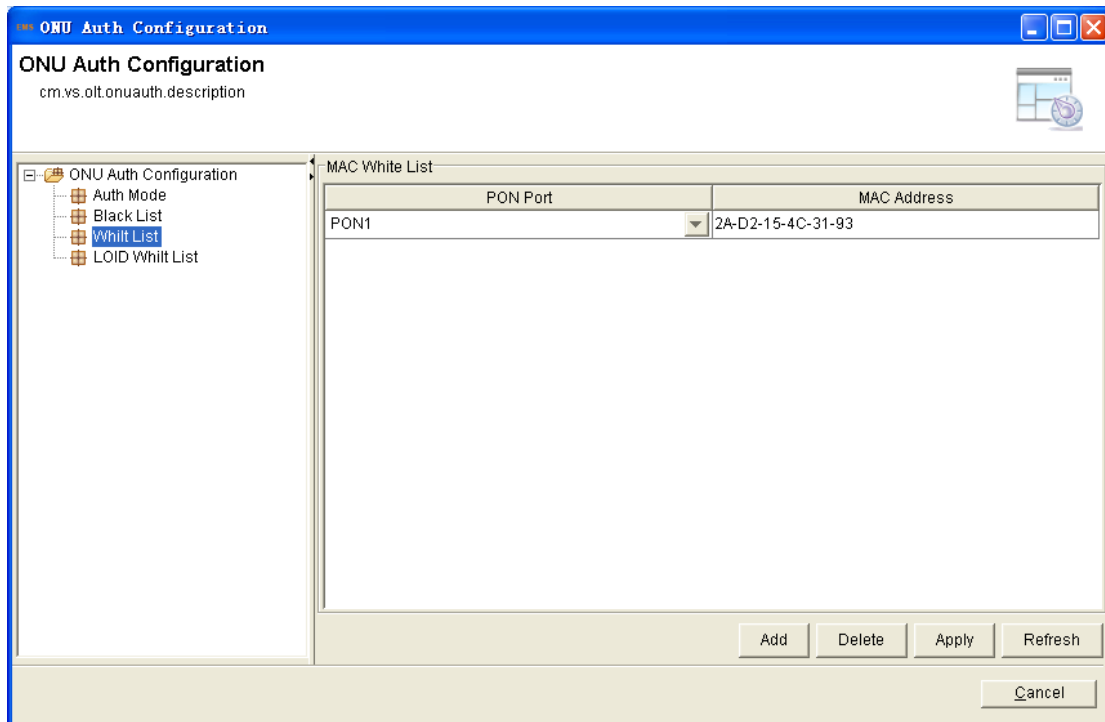 EMS ONU Auth Configuration
ONU Auth Configuration
cm.vs.olt.onuauth.description
ONU Auth Configuration
Auth Mode
Black List
Whilt List
LOID Whilt List
MAC White List
PON Port MAC Address
PON1 2A-D2-15-4C-31-93
Add Delete Apply Refresh
Cancel